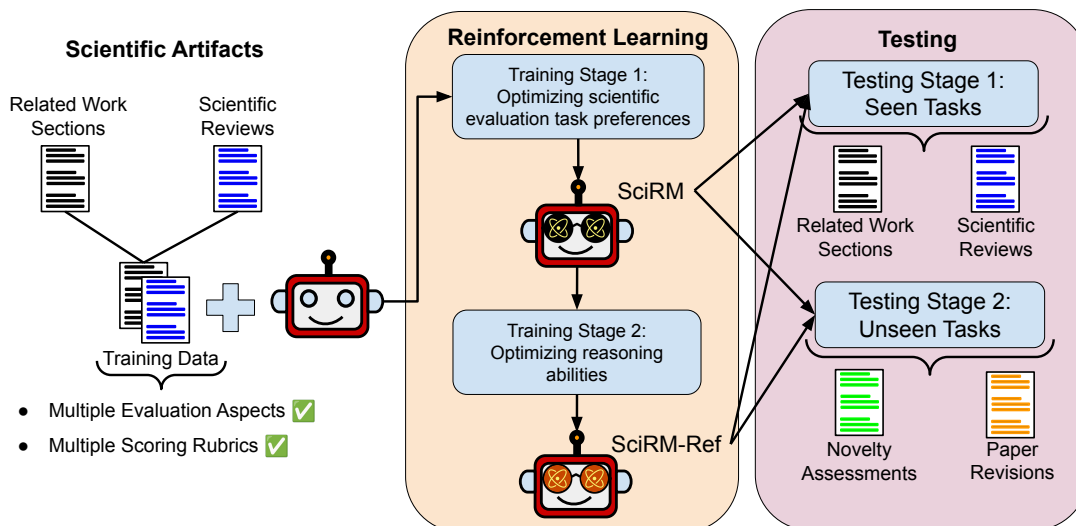 Scientific Artifacts
Related Work
Sections
Scientific
Reviews
Training Data
● Multiple Evaluation Aspects ✅
● Multiple Scoring Rubrics ✅
Reinforcement Learning
Training Stage 1:
Optimizing scientific
evaluation task preferences
SciRM
Training Stage 2:
Optimizing reasoning
abilities
SciRM-Ref
Testing
Testing Stage 1:
Seen Tasks
Related Work
Sections
Scientific
Reviews
Testing Stage 2:
Unseen Tasks
Novelty
Assessments
Paper
Revisions